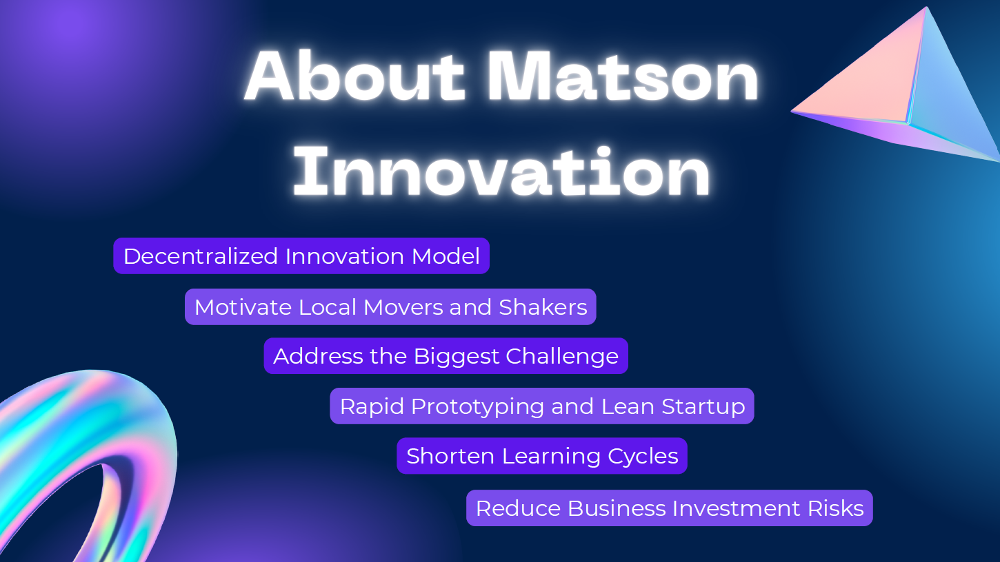 About Matson
Innovation
Decentralized Innovation Model
Motivate Local Movers and Shakers
Address the Biggest Challenge
Rapid Prototyping and Lean Startup
Shorten Learning Cycles
Reduce Business Investment Risks